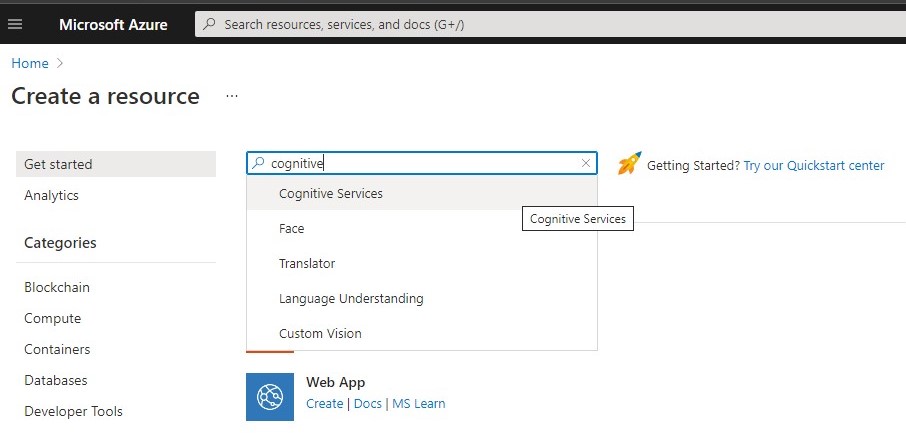 Microsoft Azure
Search resources, services, and docs (G+/)
Home
Create a resource
...
Get started
Analytics
Categories
Blockchain
Compute
Containers
Databases
Developer Tools
cognitive
Cognitive Services
Face
Translator
Language Understanding
Custom Vision
Cognitive Services
Getting Started? Try our Quickstart center
Web App
Create | Docs | MS Learn